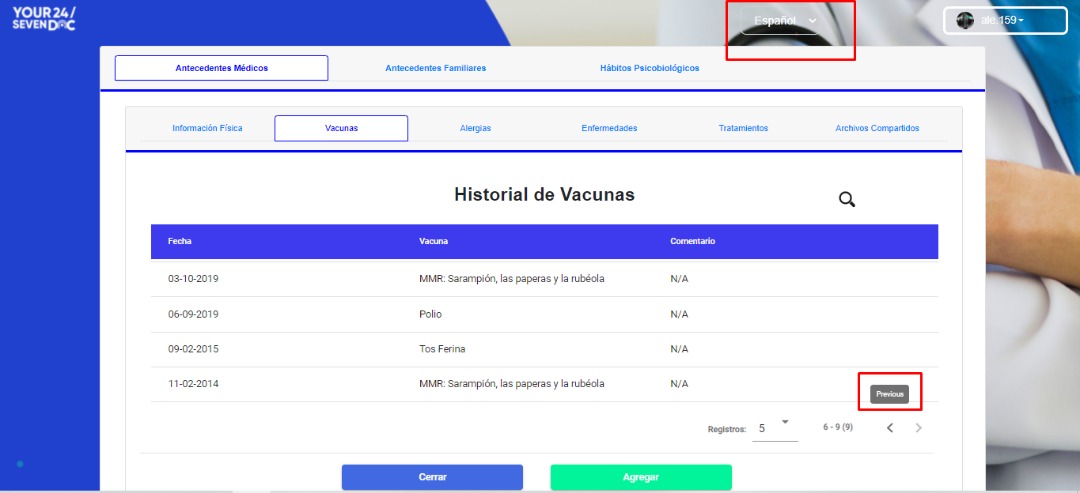 YOUR 24/
SEVEN DOC
Español
ale.159
Antecedentes Médicos
Antecedentes Familiares
Hábitos Psicobiológicos
Información Física
Vacunas
Alergias
Enfermedades
Tratamientos
Archivos Compartidos
Historial de Vacunas
Fecha Vacuna Comentario
03-10-2019 MMR: Sarampión, las paperas y la rubéola N/A
06-09-2019 Polio N/A
09-02-2015 Tos Ferina N/A
11-02-2014 MMR: Sarampión, las paperas y la rubéola N/A
Previous
Registros: 5 6 - 9 (9)
Cerrar
Agregar